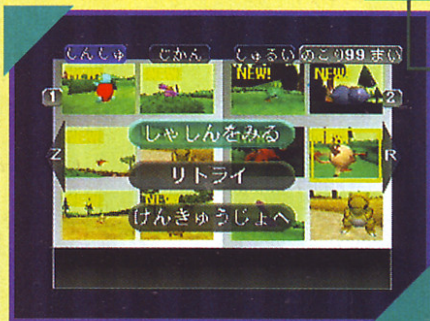 しんしゅ じかん しゅるい のこり99まい
NEW! NEW!
1 2
しゃしんをみる
Z R
リトライ
NEW
けんきゅうじょへ